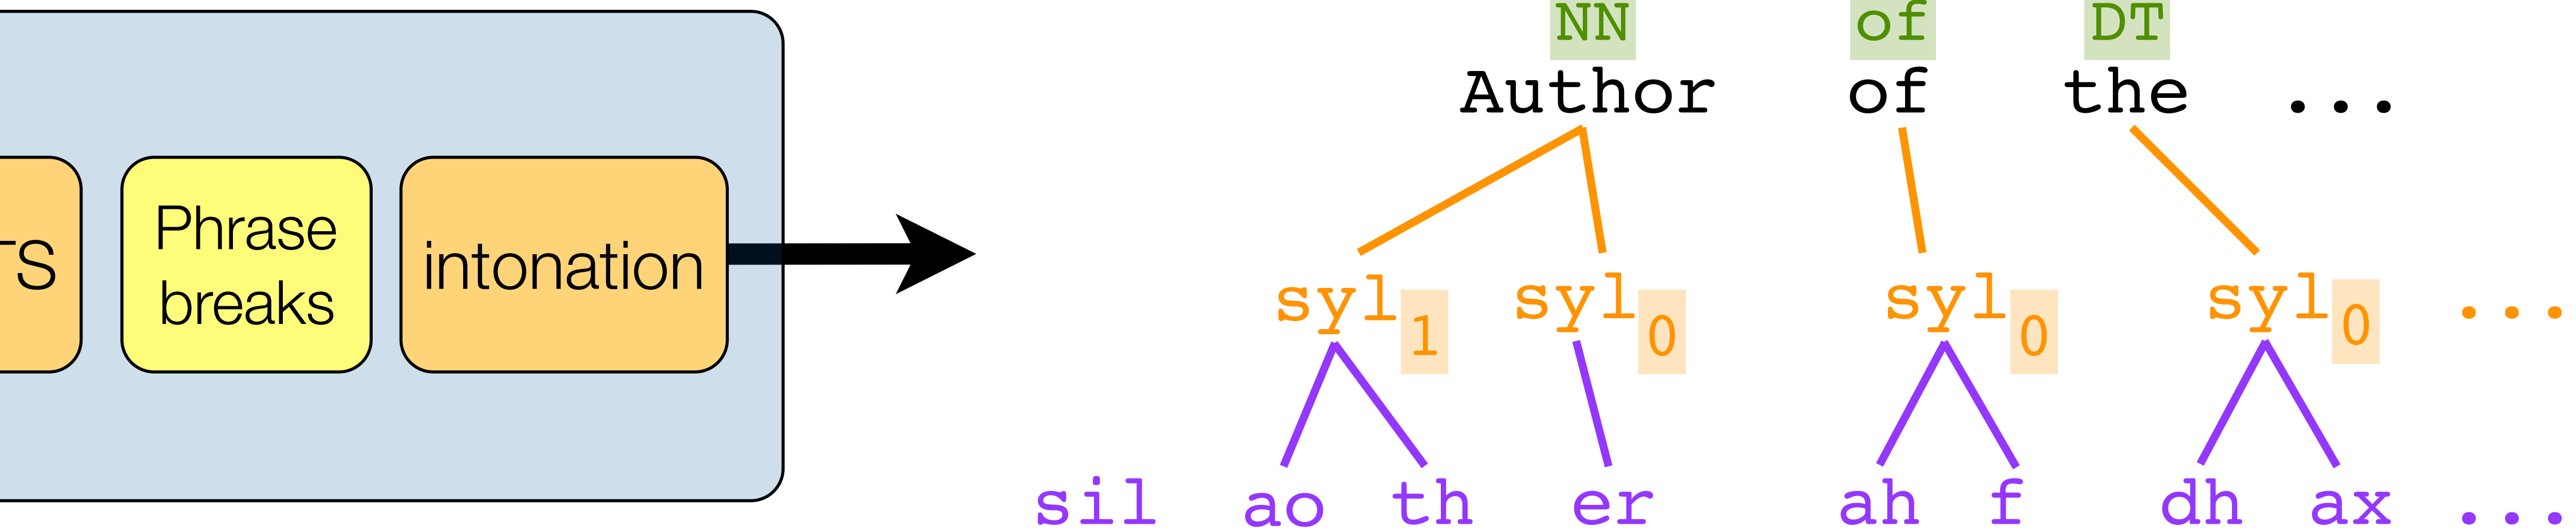 TS
Phrase
breaks
intonation
NN of DT
Author of the ...
syl1 syl0 syl0 syl0 ...
sil ao th er ah f dh ax ...